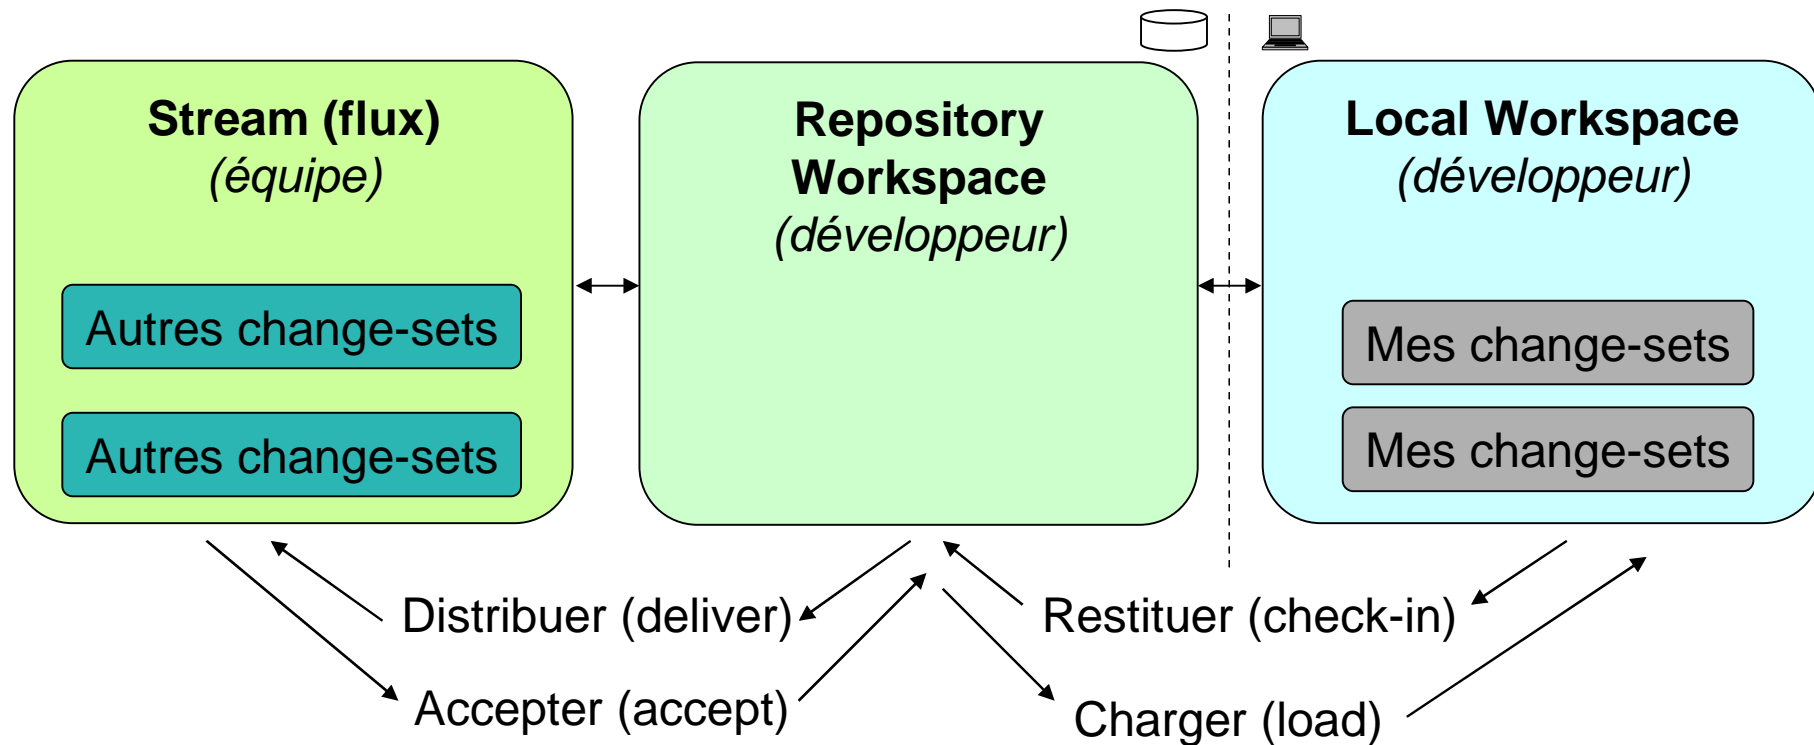 Stream (flux)
(équipe)
Autres change-sets
Autres change-sets
Repository
Workspace
(développeur)
Local Workspace
(développeur)
Mes change-sets
Mes change-sets
Distribuer (deliver)
Restituer (check-in)
Accepter (accept)
Charger (load)